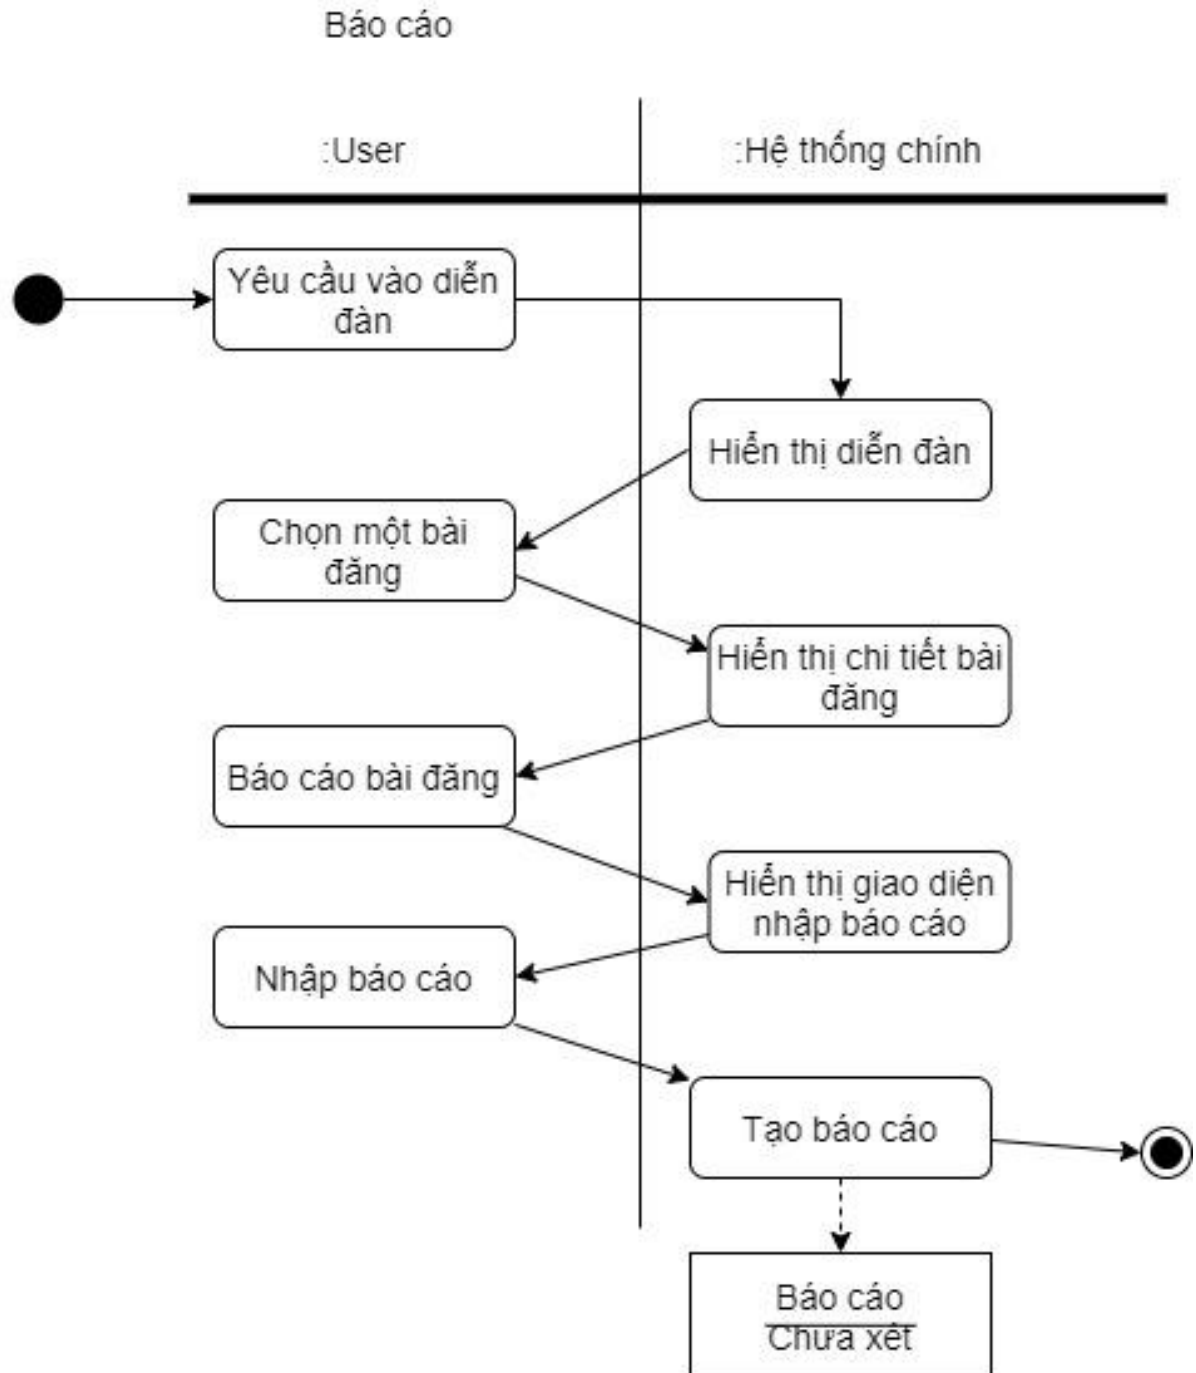 Báo cáo
:User
:Hệ thống chính
Yêu cầu vào diễn
đàn
Hiển thị diễn đàn
Chọn một bài
đăng
Hiển thị chi tiết bài
đăng
Báo cáo bài đăng
Hiển thị giao diện
nhập báo cáo
Nhập báo cáo
Tạo báo cáo
Báo cáo
Chưa xét